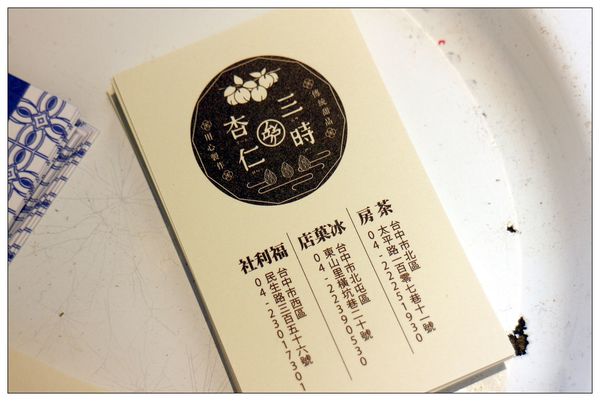 三時
杏仁
傳統甜品
用心製作
茶房
台中市北區
太平路一百零七巷十一號
04-22251930
冰菓店
台中市北屯區
東山里橫坑巷二十號
04-22390530
福利社
台中市西區
民生路三百五十六號
04-23017301